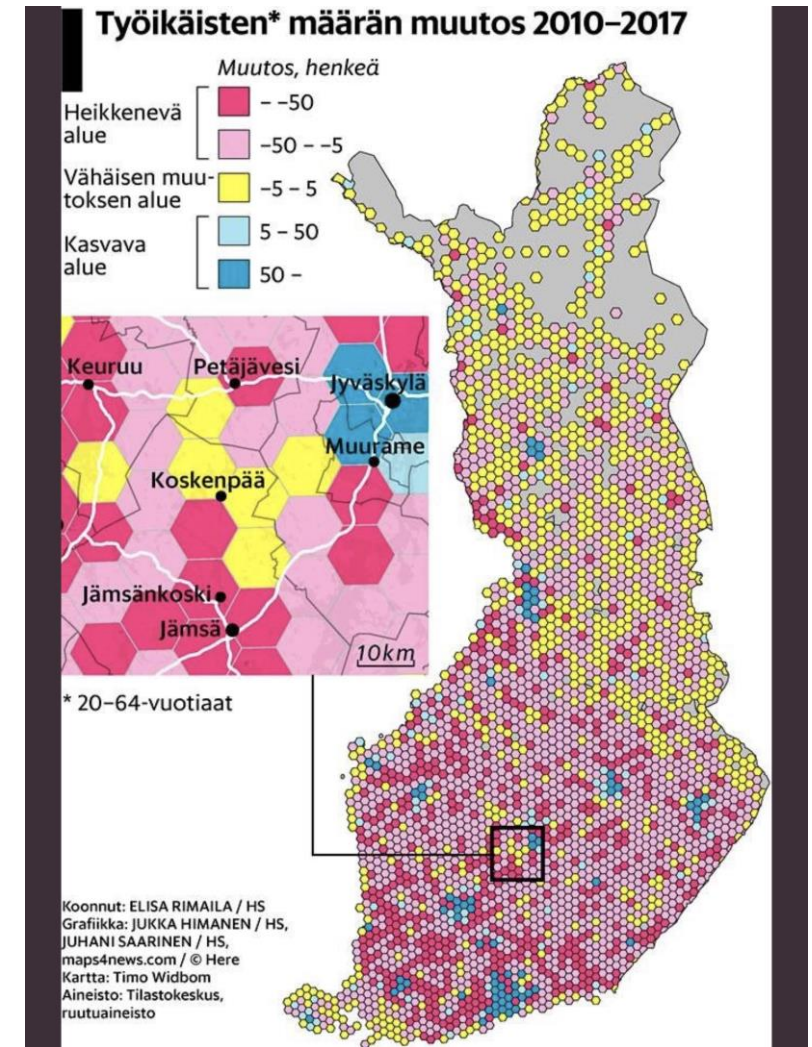 Työikäisten* määrän muutos 2010–2017
Muutos, henkeä
Heikkenevä
alue
– –50
–50 – –5
Vähäisen muu-
toksen alue
–5 – 5
Kasvava
alue
5 – 50
50 –
Keuruu
Petäjävesi
Jyväskylä
Muurame
Koskenpää
Jämsänkoski
Jämsä
10km
* 20–64-vuotiaat
Koonnut: ELISA RIMAILA / HS
Grafiikka: JUKKA HIMANEN / HS,
JUHANI SAARINEN / HS,
maps4news.com / © Here
Kartta: Timo Widbom
Aineisto: Tilastokeskus,
ruutuaineisto